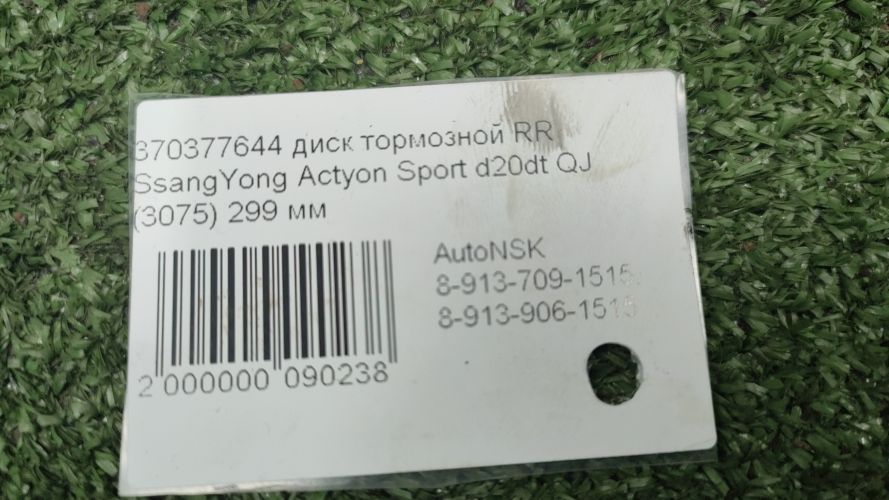 370377644 диск тормозной RR
SsangYong Actyon Sport d20dt QJ
(3075) 299 мм
AutoNSK
8-913-709-1515
8-913-906-1515
2 000000 090238